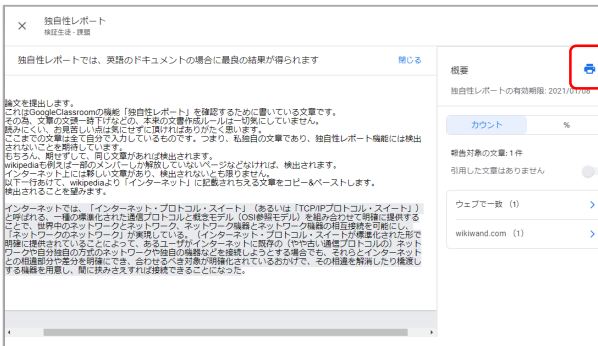 独自性レポート
検証生徒 - 課題
独自性レポートでは、英語のドキュメントの場合に最良の結果が得られます
閉じる
論文を提出します。
これはGoogleClassroomの機能「独自性レポート」を確認するために書いている文章です。
その為、文章の文頭一時下げなどの、本来の文書作成ルールは一切気にしていません。
読みにくい、お見苦しい点は気にせずに頂ければありがたく思います。
ここまでの文章は全て自分で入力しているものです。つまり、私独自の文章であり、独自性レポート機能には検出
されないことを期待しています。
もちろん、期せずして、同じ文章があれば検出されます。
wikipediaも例えば一部のメンバーしか解放していないページなどなければ、検出されます。
インターネット上には夥しい文章があり、検出されないとも限りません。
以下一行あけて、wikipediaより「インターネット」に記載されちえる文章をコピー&ペーストします。
検出されることを望みます。
インターネットでは、「インターネット・プロトコル・スイート」（あるいは「TCP/IPプロトコル・スイート」）
と呼ばれる、一種の標準化された通信プロトコルと概念モデル（OSI参照モデル）を組み合わせて明確に提供する
ことで、世界中のネットワークとネットワーク、ネットワーク機器とネットワーク機器の相互接続を可能にし、
「ネットワークのネットワーク」が実現している。（インターネット・プロトコル・スイートが標準化された形で
明確に提供されていることによって、あるユーザがインターネットに既存の（やや古い通信プロトコルの）ネット
ワークや自分独自の方式のネットワークや独自の機器などを接続しようとする場合でも、それらとインターネット
との相違部分や差分を明確にでき、合わせるべき対象が明確化されているおかげで、その相違を解消したり橋渡し
する機器を用意し、間に挟みさえすれば接続できることになった。
概要
独自性レポートの有効期限: 2021/01/08
カウント
%
報告対象の文章: 1 件
引用した文章はありません
ウェブで一致 （1）
wikiwand.com （1）